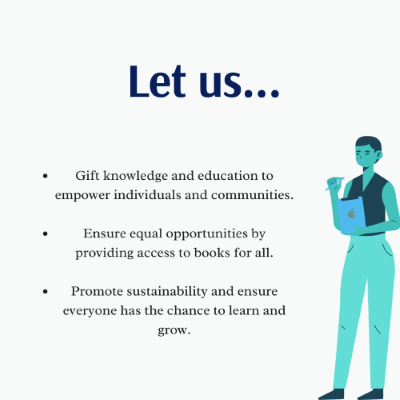 Let us...
• Gift knowledge and education to
empower individuals and communities.
• Ensure equal opportunities by
providing access to books for all.
• Promote sustainability and ensure
everyone has the chance to learn and
grow.